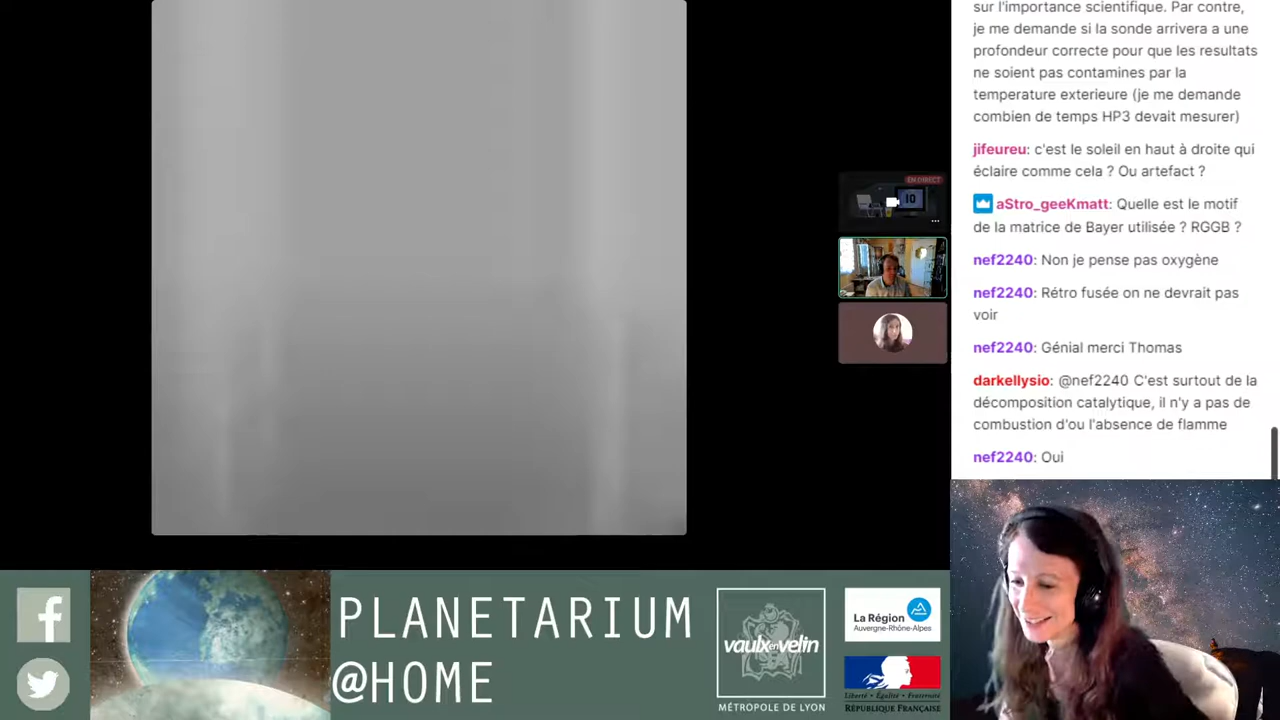 sur l'importance scientifique. Par contre,
je me demande si la sonde arrivera a une
profondeur correcte pour que les resultats
ne soient pas contamines par la
temperature exterieure (je me demande
combien de temps HP3 devait mesurer)
jifeureu: c'est le soleil en haut à droite qui
éclaire comme cela ? Ou artefact ?
aStro_geeKmatt: Quelle est le motif
de la matrice de Bayer utilisée ? RGGB ?
nef2240: Non je pense pas oxygène
nef2240: Rétro fusée on ne devrait pas
voir
nef2240: Génial merci Thomas
darkellysio: @nef2240 C'est surtout de la
décomposition catalytique, il n'y a pas de
combustion d'ou l'absence de flamme
nef2240: Oui
EN DIRECT
10
PLANETARIUM
@HOME
vaulx en velin
MÉTROPOLE DE LYON
La Région
Auvergne-Rhône-Alpes
Liberté • Égalité • Fraternité
RÉPUBLIQUE FRANÇAISE